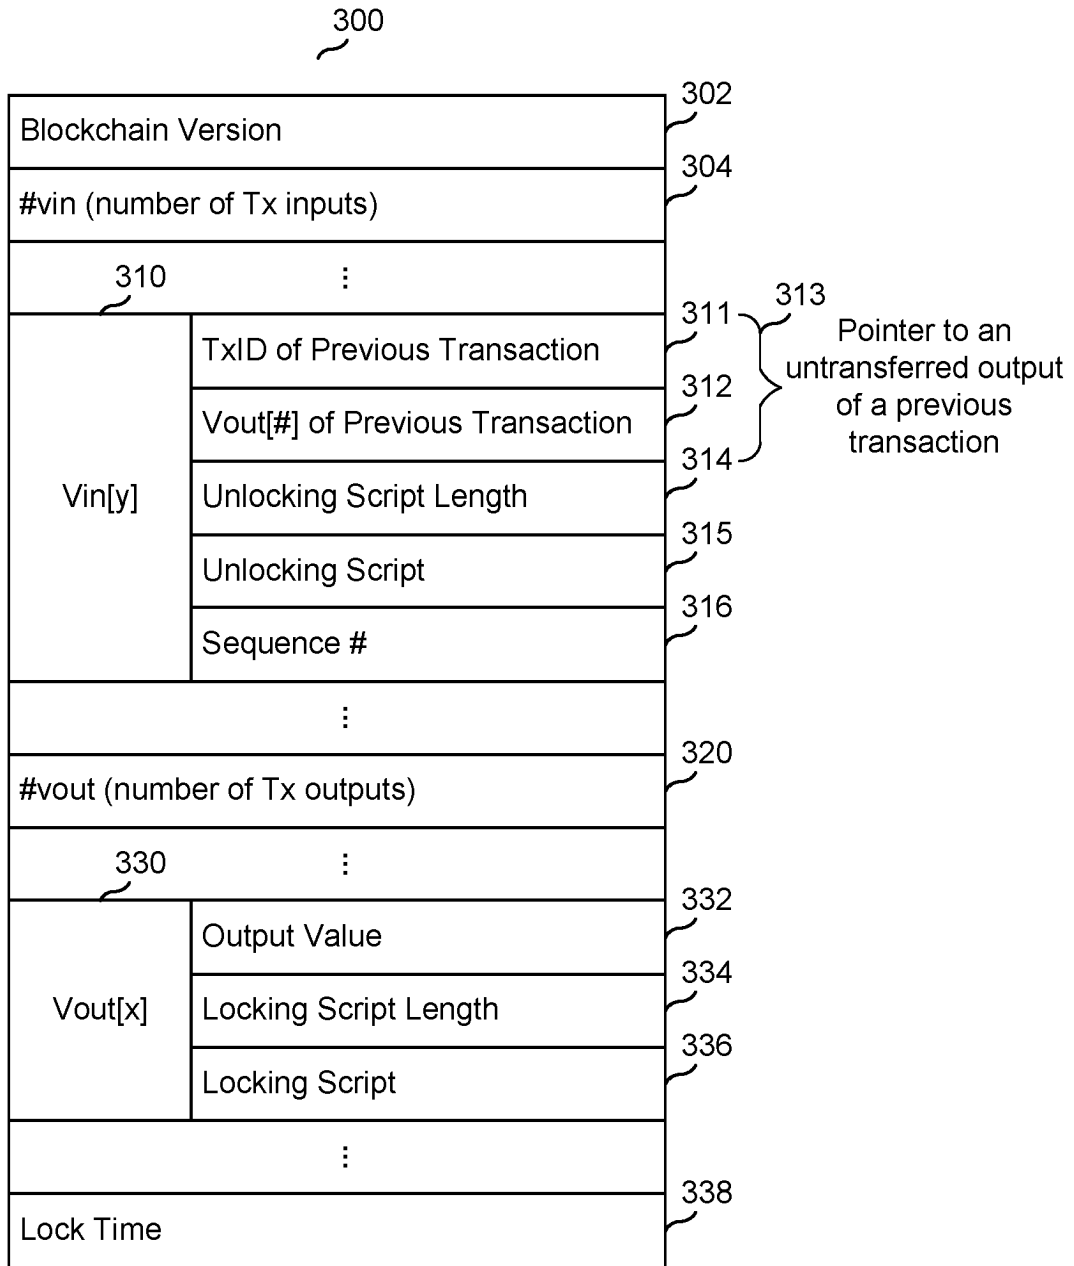 300
302
Blockchain Version
304
#vin (number of Tx inputs)
310
⋮
311
313
TxID of Previous Transaction
Pointer to an
untransferred output
of a previous
transaction
312
Vout[#] of Previous Transaction
314
Vin[y]
Unlocking Script Length
315
Unlocking Script
316
Sequence #
⋮
320
#vout (number of Tx outputs)
330
⋮
332
Output Value
334
Vout[x]
Locking Script Length
336
Locking Script
⋮
338
Lock Time